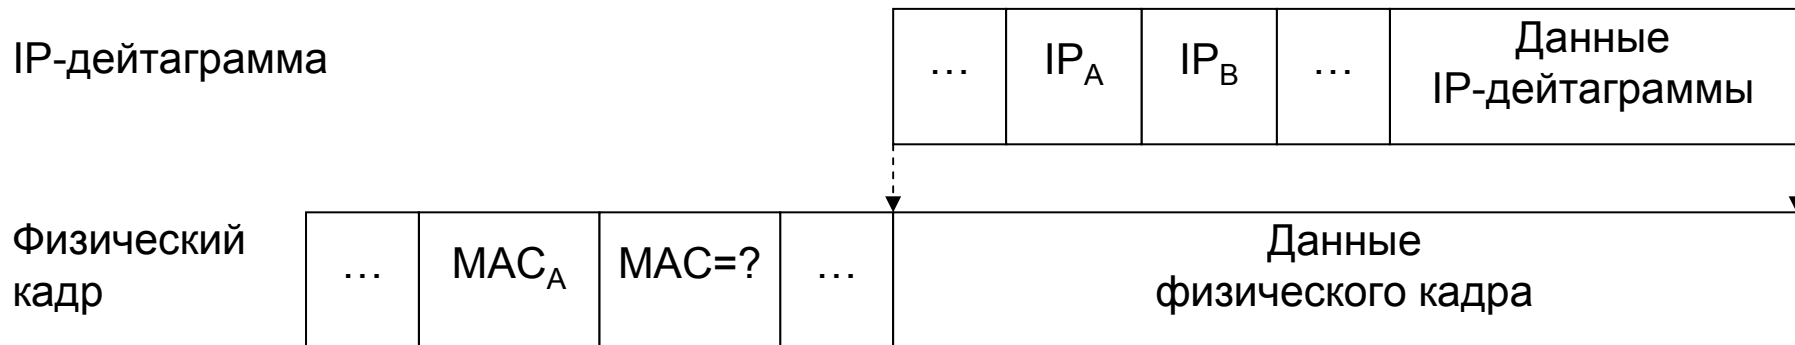 IP-дейтаграмма
… IP_A IP_B … Данные
IP-дейтаграммы
Физический
кадр
… MAC_A MAC=? … Данные
физического кадра